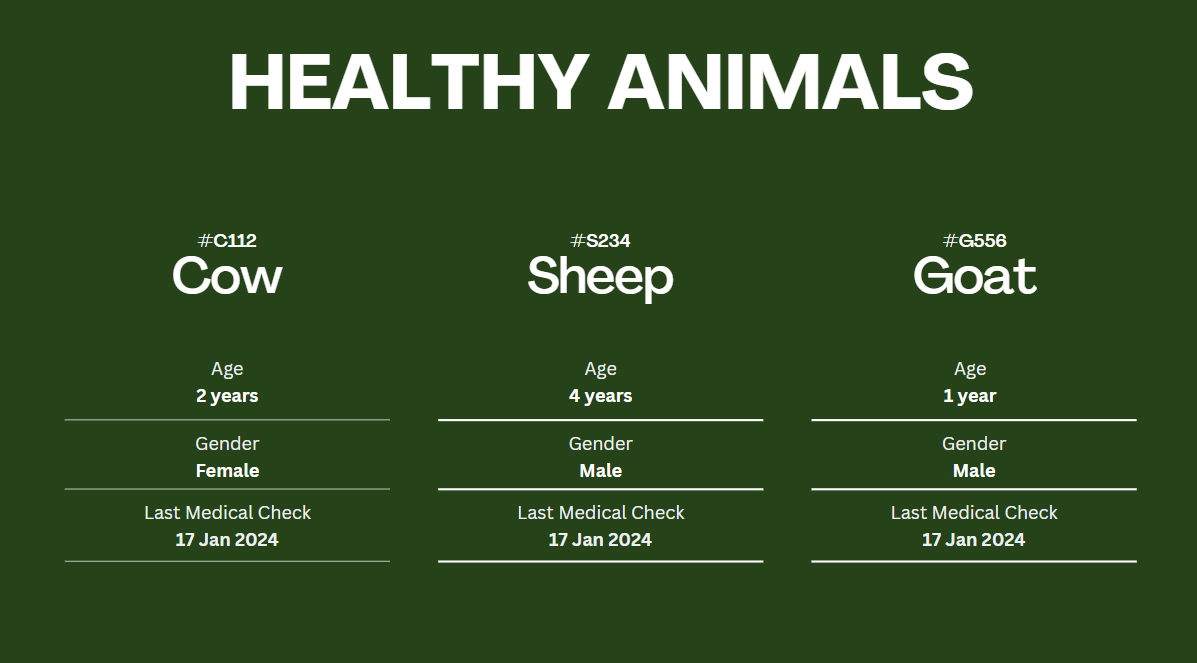 HEALTHY ANIMALS
#C112
Cow
Age
2 years
Gender
Female
Last Medical Check
17 Jan 2024
#S234
Sheep
Age
4 years
Gender
Male
Last Medical Check
17 Jan 2024
#G556
Goat
Age
1 year
Gender
Male
Last Medical Check
17 Jan 2024